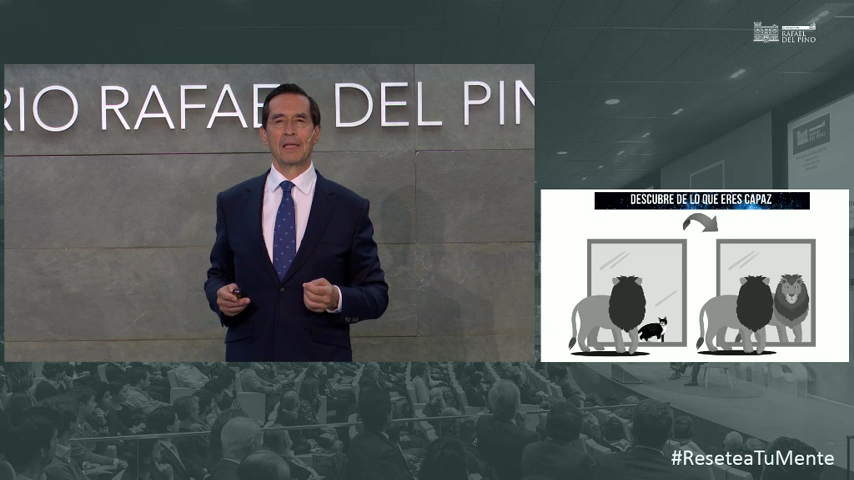 RAFAEL
DEL PINO
RIO RAFAEL DEL PIN
DESCUBRE DE LO QUE ERES CAPAZ
#ReseteaTuMente